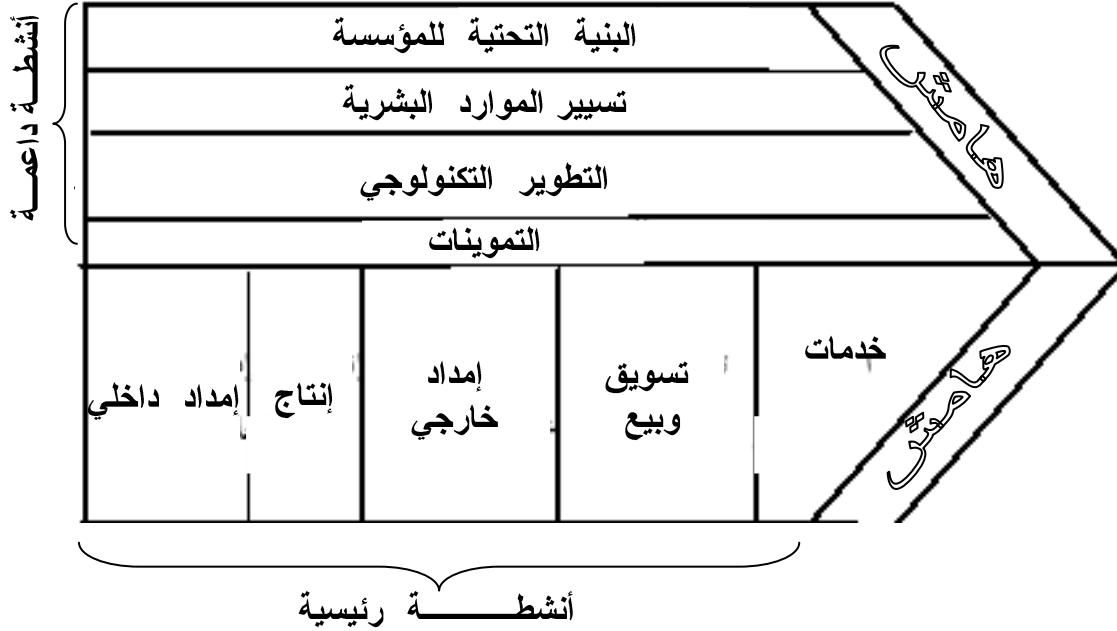 أنشطة داعمة
البنية التحتية للمؤسسة
تسيير الموارد البشرية
التطوير التكنولوجي
التموينات
هامش
إمداد داخلي
إنتاج
إمداد
خارجي
تسويق
وبيع
خدمات
هامش
أنشطة رئيسية